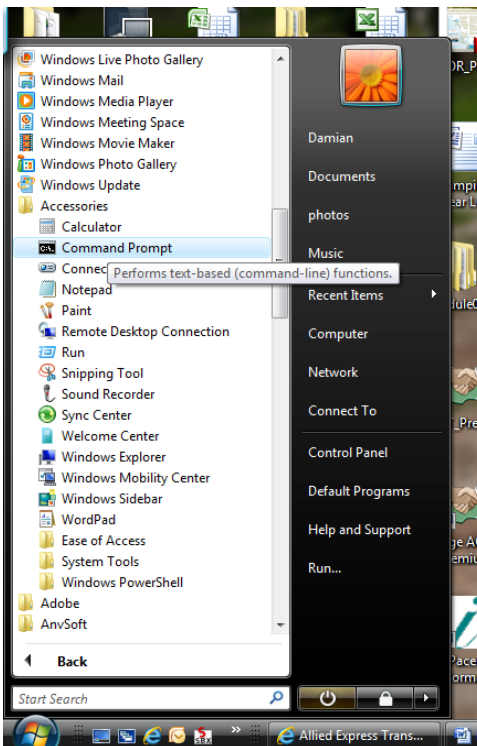 Windows Live Photo Gallery
Windows Mail
Windows Media Player
Windows Meeting Space
Windows Movie Maker
Windows Photo Gallery
Windows Update
Accessories
Calculator
Command Prompt
Performs text-based (command-line) functions.
Notepad
Paint
Remote Desktop Connection
Run
Snipping Tool
Sound Recorder
Sync Center
Welcome Center
Windows Explorer
Windows Mobility Center
Windows Sidebar
WordPad
Ease of Access
System Tools
Windows PowerShell
Adobe
AnvSoft
Back
Start Search
Damian
Documents
photos
Music
Recent Items
Computer
Network
Connect To
Control Panel
Default Programs
Help and Support
Run...
Allied Express Trans...